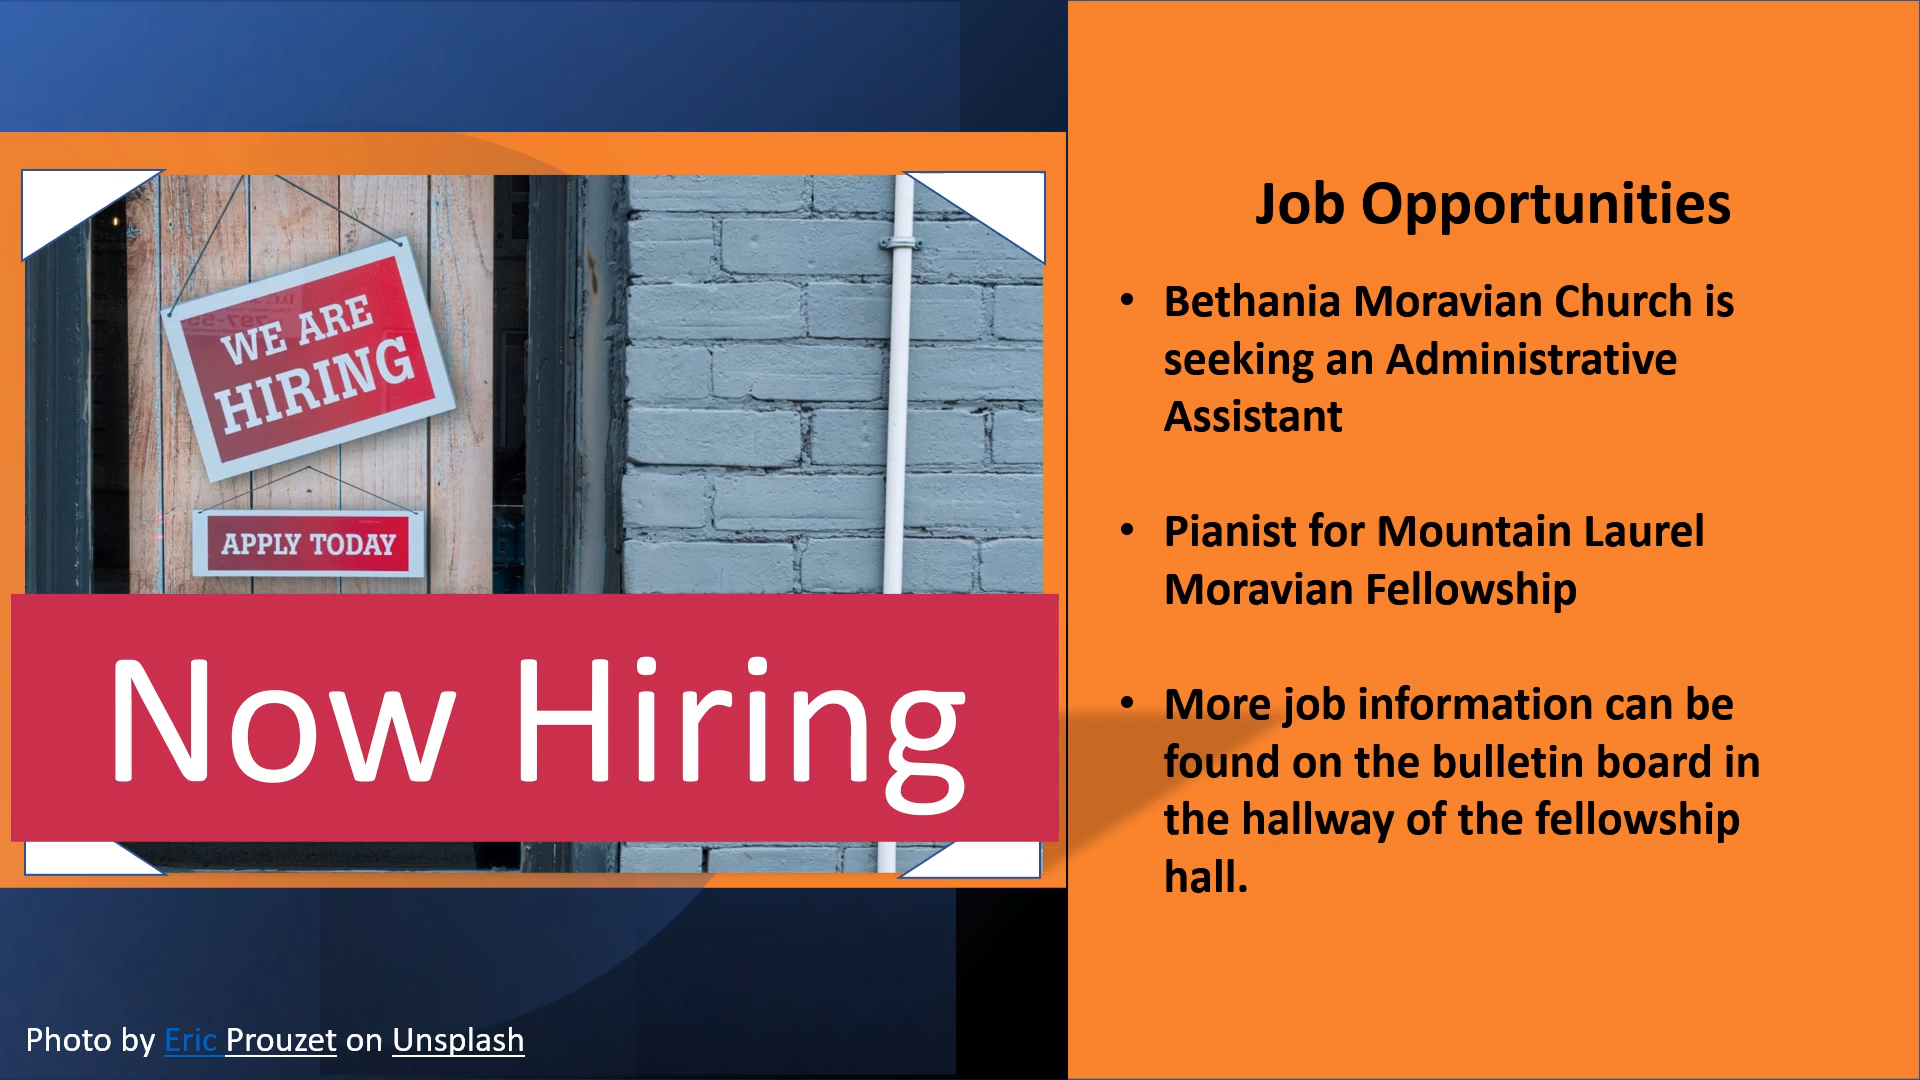 WE ARE
HIRING
APPLY TODAY
Now Hiring
Photo by Eric Prouzet on Unsplash
Job Opportunities
• Bethania Moravian Church is
seeking an Administrative
Assistant
• Pianist for Mountain Laurel
Moravian Fellowship
• More job information can be
found on the bulletin board in
the hallway of the fellowship
hall.